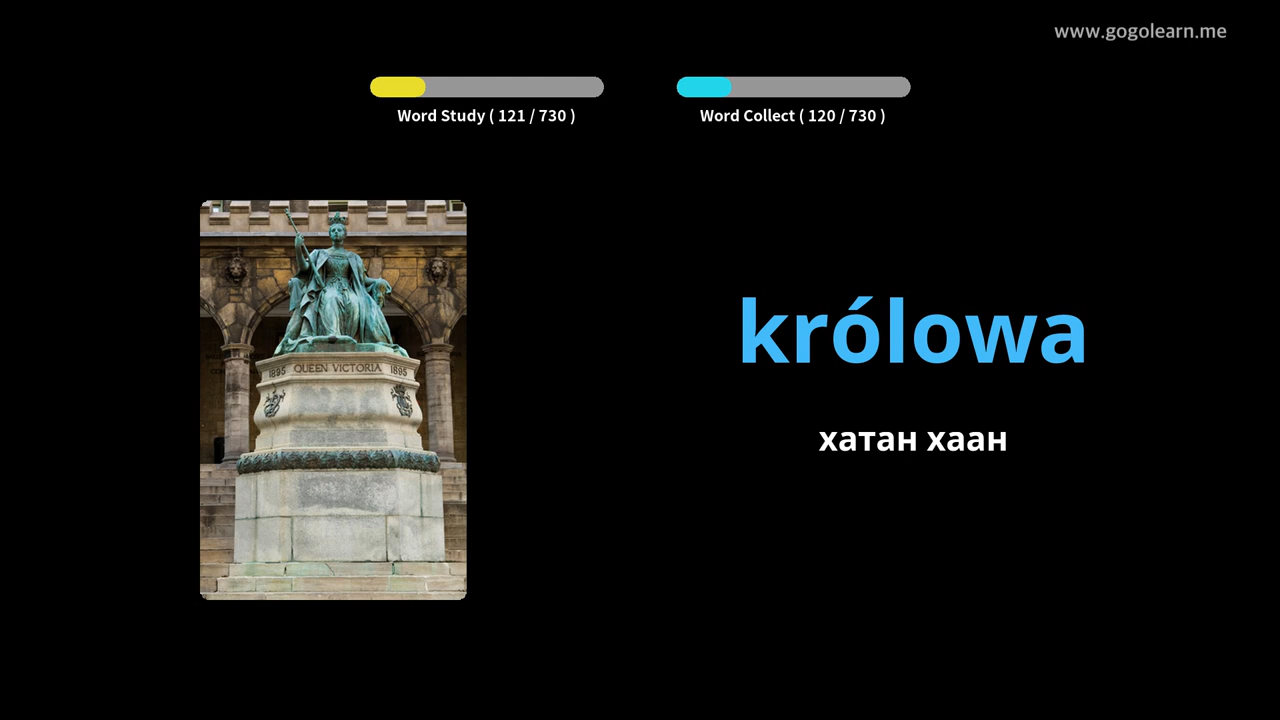 www.gogolearn.me
Word Study ( 121 / 730 )
Word Collect ( 120 / 730 )
1895 QUEEN VICTORIA 1895
królowa
хатан хаан